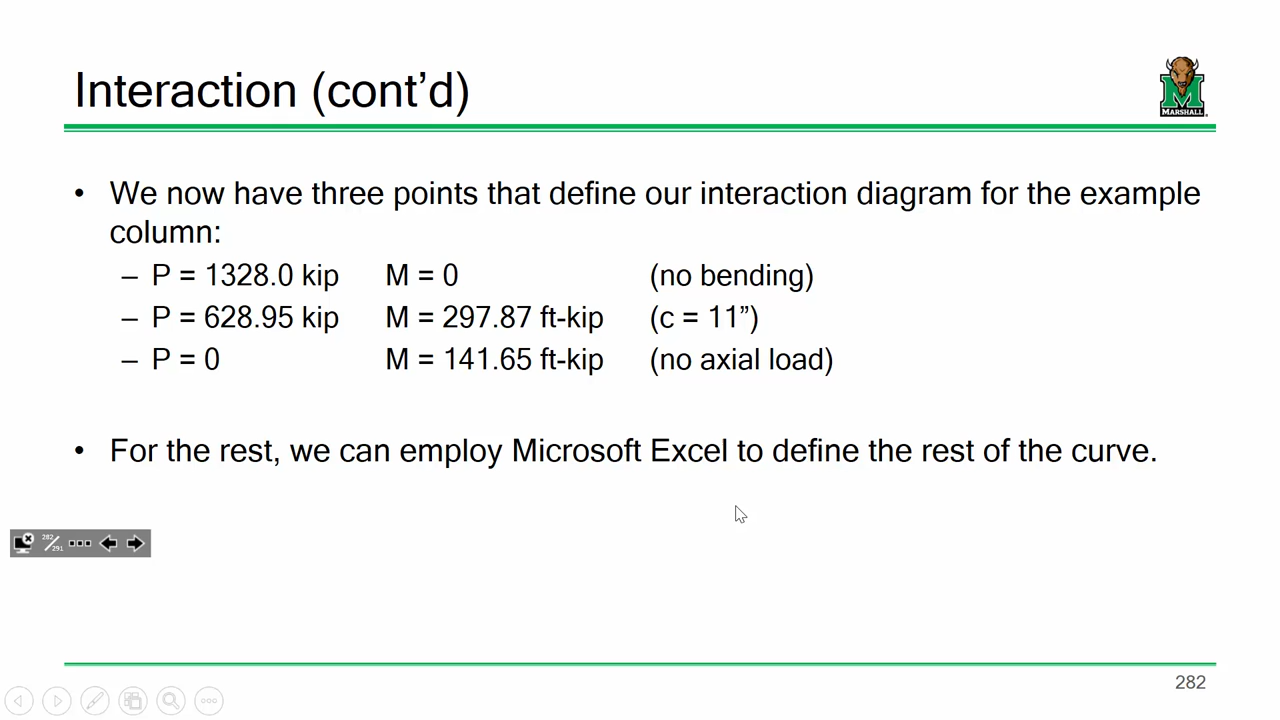 Interaction (cont’d)
M
MARSHALL
• We now have three points that define our interaction diagram for the example
column:
– P = 1328.0 kip M = 0 (no bending)
– P = 628.95 kip M = 297.87 ft-kip (c = 11”)
– P = 0 M = 141.65 ft-kip (no axial load)
• For the rest, we can employ Microsoft Excel to define the rest of the curve.
282/291
282